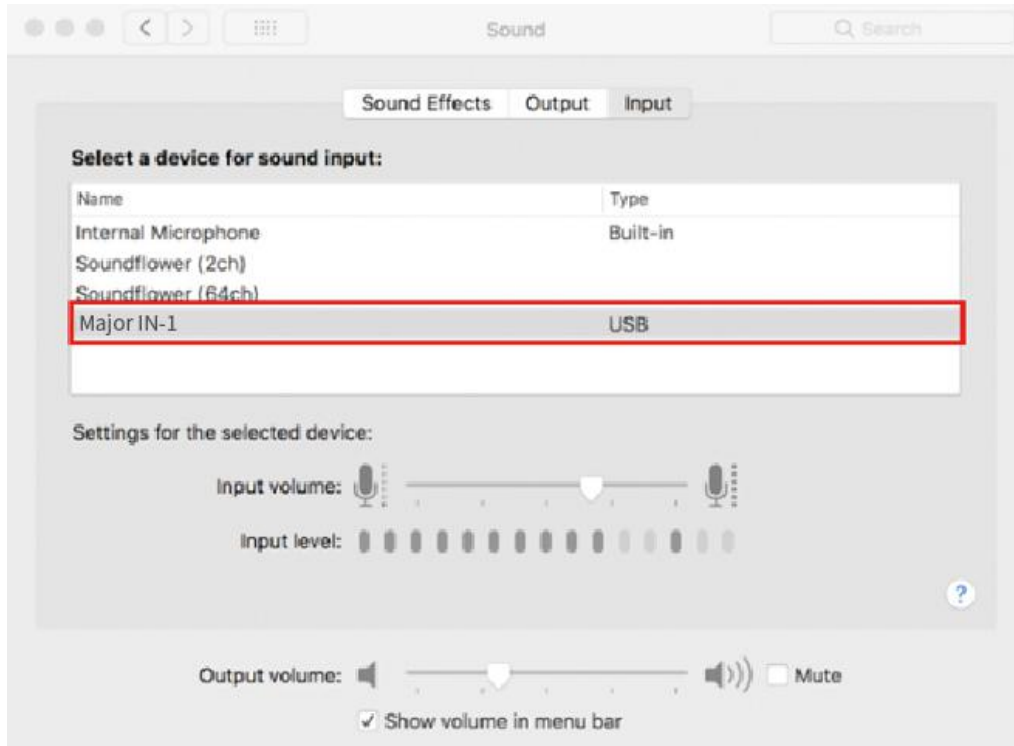 Sound
Search
Sound Effects Output Input
Select a device for sound input:
Name Type
Internal Microphone Built-in
Soundflower (2ch)
Soundflower (64ch)
Major IN-1 USB
Settings for the selected device:
Input volume:
Input level:
?
Output volume: Mute
✓ Show volume in menu bar